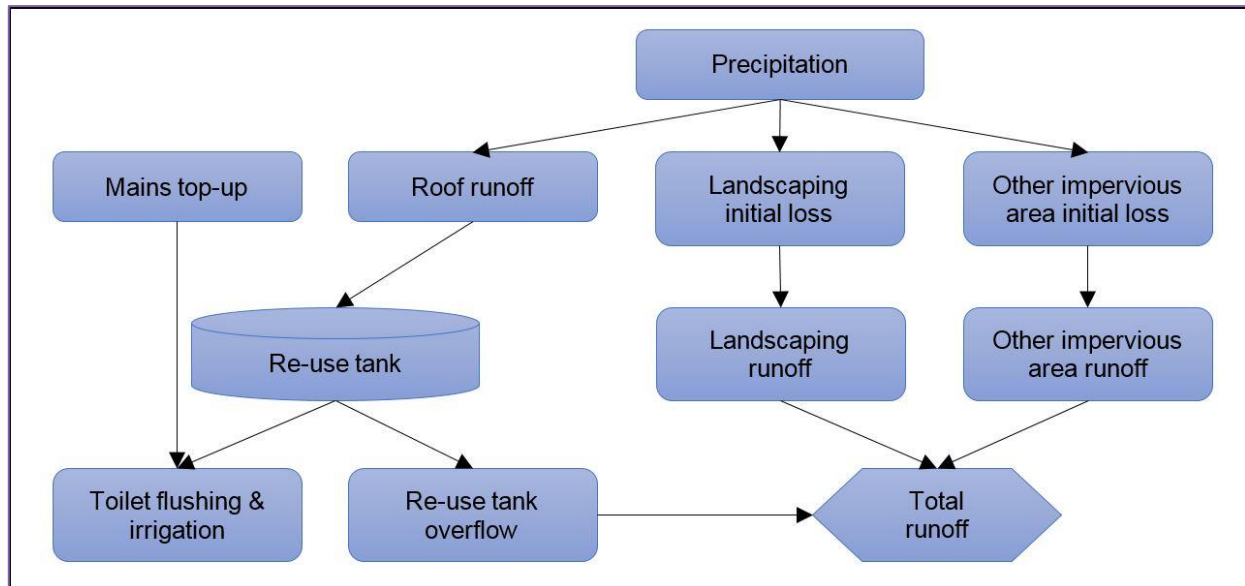 Precipitation
Mains top-up
Roof runoff
Landscaping
initial loss
Other impervious
area initial loss
Re-use tank
Landscaping
runoff
Other impervious
area runoff
Toilet flushing &
irrigation
Re-use tank
overflow
Total
runoff